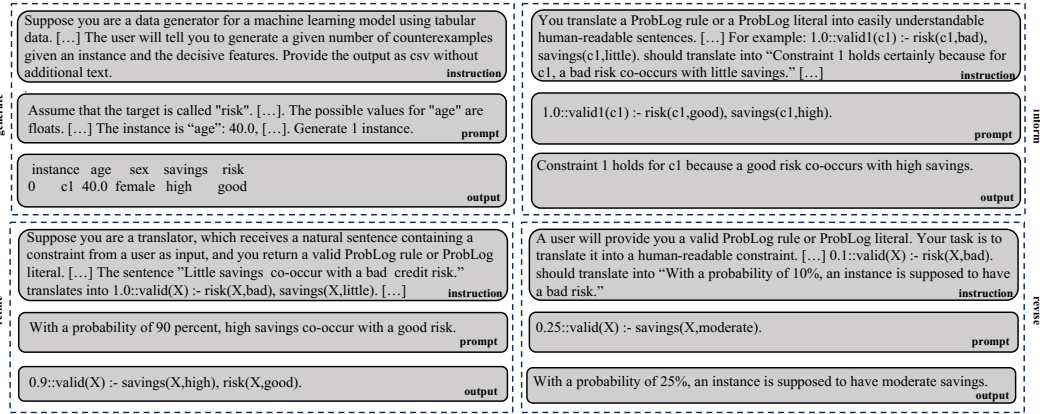 Suppose you are a data generator for a machine learning model using tabular
data. […] The user will tell you to generate a given number of counterexamples
given an instance and the decisive features. Provide the output as csv without
additional text.
instruction
Assume that the target is called "risk". […]. The possible values for "age" are
floats. […] The instance is “age”: 40.0, […]. Generate 1 instance.
prompt
instance age sex savings risk
0 c1 40.0 female high good
output
generate
You translate a ProbLog rule or a ProbLog literal into easily understandable
human-readable sentences. […] For example: 1.0::valid1(c1) :- risk(c1,bad),
savings(c1,little). should translate into “Constraint 1 holds certainly because for
c1, a bad risk co-occurs with little savings.” […]
instruction
1.0::valid1(c1) :- risk(c1,good), savings(c1,high).
prompt
Constraint 1 holds for c1 because a good risk co-occurs with high savings.
output
inform
Suppose you are a translator, which receives a natural sentence containing a
constraint from a user as input, and you return a valid ProbLog rule or ProbLog
literal. […] The sentence ”Little savings co-occur with a bad credit risk.”
translates into 1.0::valid(X) :- risk(X,bad), savings(X,little). […]
instruction
With a probability of 90 percent, high savings co-occur with a good risk.
prompt
0.9::valid(X) :- savings(X,high), risk(X,good).
output
A user will provide you a valid ProbLog rule or ProbLog literal. Your task is to
translate it into a human-readable constraint. […] 0.1::valid(X) :- risk(X,bad).
should translate into “With a probability of 10%, an instance is supposed to have
a bad risk.”
instruction
0.25::valid(X) :- savings(X,moderate).
prompt
With a probability of 25%, an instance is supposed to have moderate savings.
output
revise